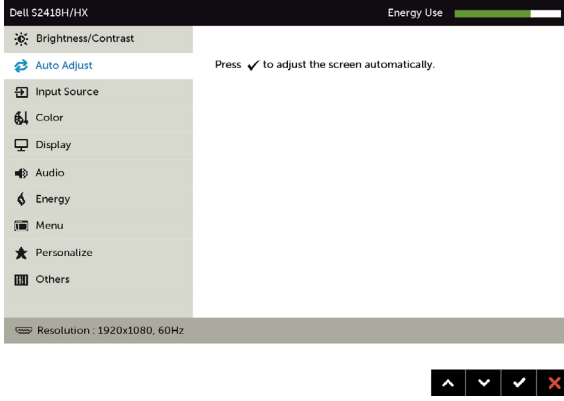 Dell S2418H/HX
Energy Use
Brightness/Contrast
Auto Adjust
Press ✓ to adjust the screen automatically.
Input Source
Color
Display
Audio
Energy
Menu
Personalize
Others
Resolution : 1920x1080, 60Hz